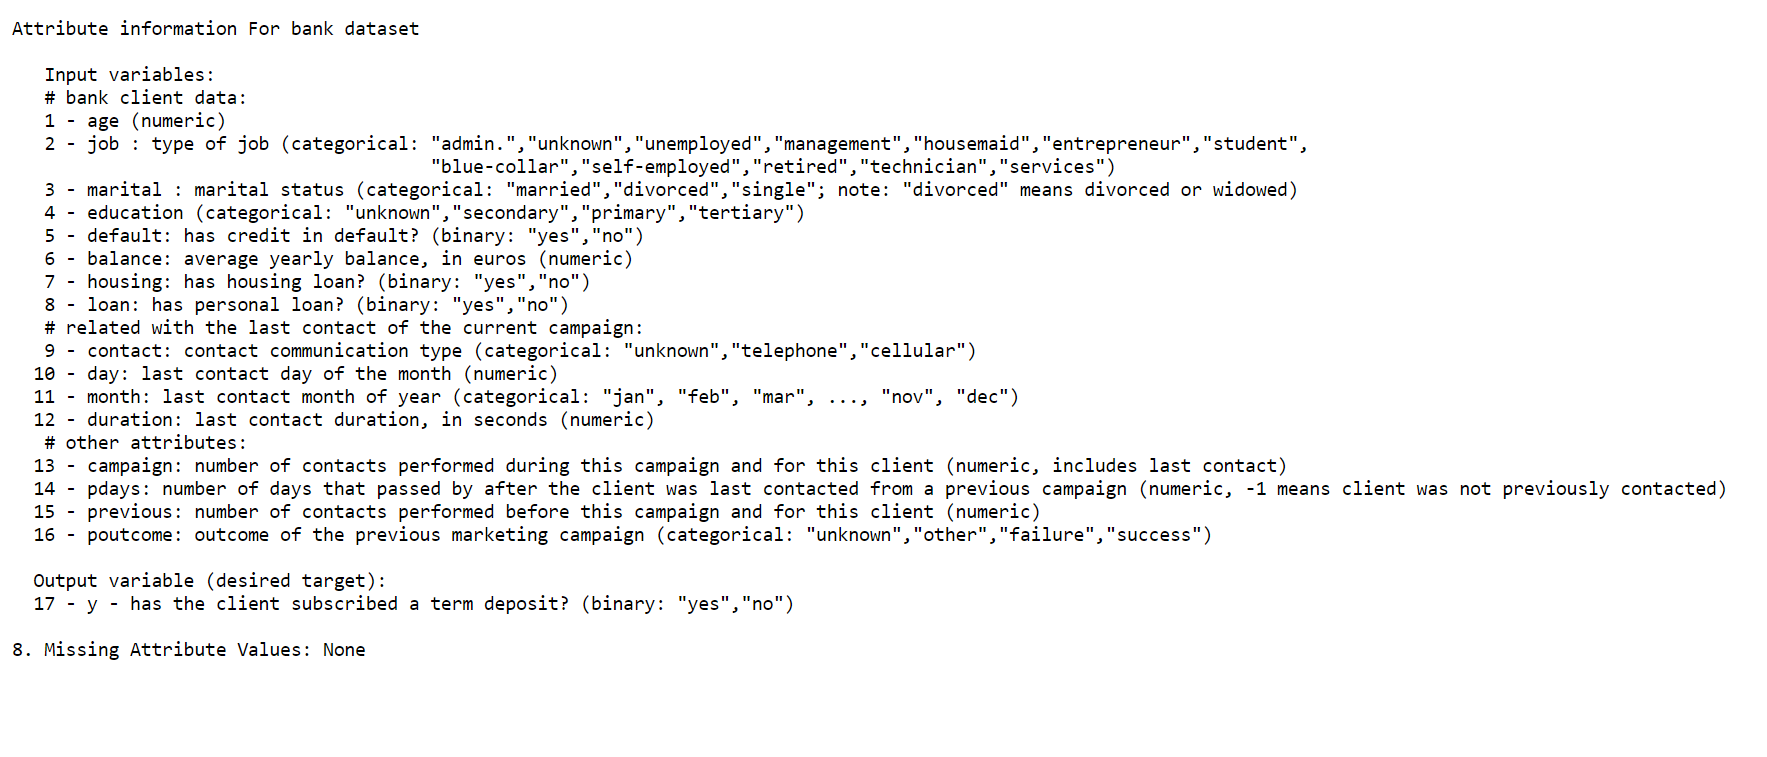 Attribute information For bank dataset
Input variables:
# bank client data:
1 - age (numeric)
2 - job : type of job (categorical: "admin.","unknown","unemployed","management","housemaid","entrepreneur","student",
"blue-collar","self-employed","retired","technician","services")
3 - marital : marital status (categorical: "married","divorced","single"; note: "divorced" means divorced or widowed)
4 - education (categorical: "unknown","secondary","primary","tertiary")
5 - default: has credit in default? (binary: "yes","no")
6 - balance: average yearly balance, in euros (numeric)
7 - housing: has housing loan? (binary: "yes","no")
8 - loan: has personal loan? (binary: "yes","no")
# related with the last contact of the current campaign:
9 - contact: contact communication type (categorical: "unknown","telephone","cellular")
10 - day: last contact day of the month (numeric)
11 - month: last contact month of year (categorical: "jan", "feb", "mar", ..., "nov", "dec")
12 - duration: last contact duration, in seconds (numeric)
# other attributes:
13 - campaign: number of contacts performed during this campaign and for this client (numeric, includes last contact)
14 - pdays: number of days that passed by after the client was last contacted from a previous campaign (numeric, -1 means client was not previously contacted)
15 - previous: number of contacts performed before this campaign and for this client (numeric)
16 - poutcome: outcome of the previous marketing campaign (categorical: "unknown","other","failure","success")
Output variable (desired target):
17 - y - has the client subscribed a term deposit? (binary: "yes","no")
8. Missing Attribute Values: None